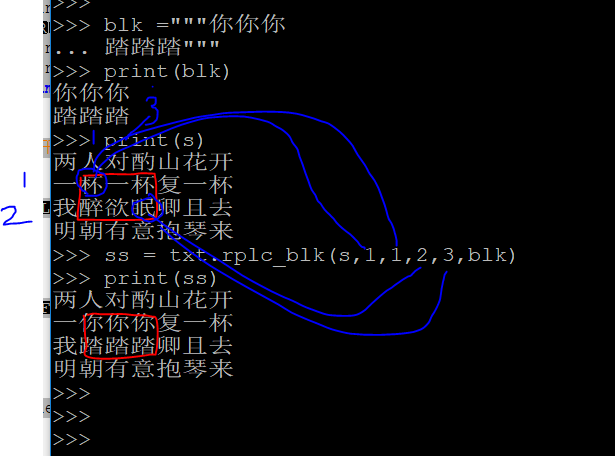 >>>
>>> blk ="""你你你
... 踏踏踏"""
>>> print(blk)
你你你
踏踏踏
3
1
>>> print(s)
两人对酌山花开
1
一杯一杯复一杯
2
我醉欲眠卿且去
明朝有意抱琴来
>>> ss = txt.rplc_blk(s,1,1,2,3,blk)
>>> print(ss)
两人对酌山花开
一你你你复一杯
我踏踏踏卿且去
明朝有意抱琴来
>>>
>>>
>>>